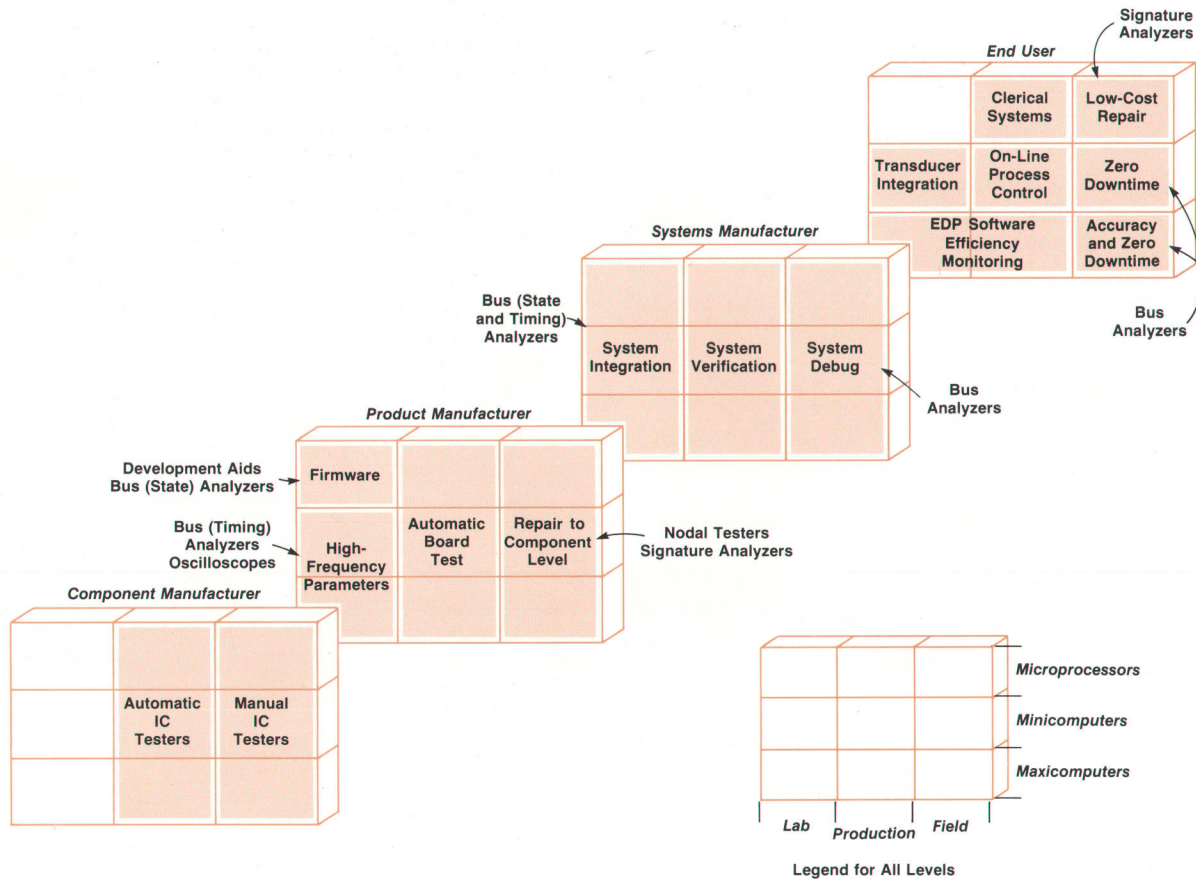 Signature
Analyzers
End User
Clerical
Systems
Low-Cost
Repair
Transducer
Integration
On-Line
Process
Control
Zero
Downtime
EDP Software
Efficiency
Monitoring
Accuracy
and Zero
Downtime
Bus
Analyzers
Systems Manufacturer
Bus (State
and Timing)
Analyzers
System
Integration
System
Verification
System
Debug
Bus
Analyzers
Product Manufacturer
Development Aids
Bus (State) Analyzers
Firmware
Bus (Timing)
Analyzers
Oscilloscopes
High-
Frequency
Parameters
Automatic
Board
Test
Repair to
Component
Level
Nodal Testers
Signature Analyzers
Component Manufacturer
Automatic
IC
Testers
Manual
IC
Testers
Microprocessors
Minicomputers
Maxicomputers
Lab
Production
Field
Legend for All Levels